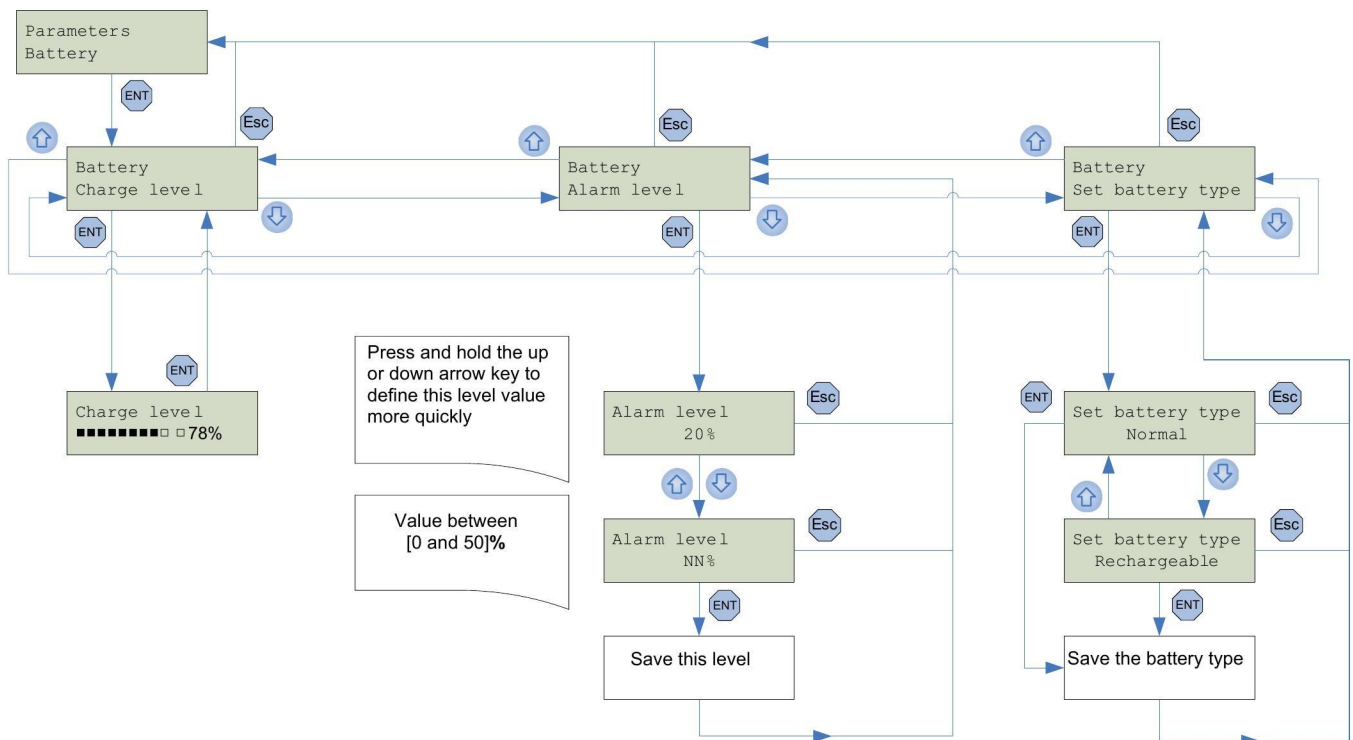 Parameters
Battery
ENT
Esc
Esc
Esc
Battery
Charge level
Battery
Alarm level
Battery
Set battery type
ENT
ENT
ENT
Press and hold the up
or down arrow key to
define this level value
more quickly
ENT
Charge level
78%
Alarm level
20%
Esc
ENT
Set battery type
Normal
Esc
Value between
[0 and 50]%
Alarm level
NN%
Esc
Set battery type
Rechargeable
Esc
ENT
ENT
Save this level
Save the battery type